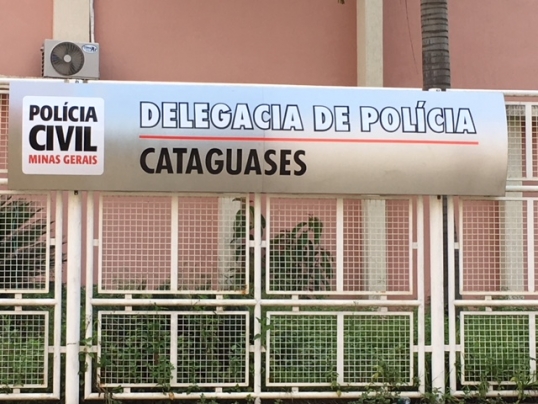 POLÍCIA
CIVIL
MINAS GERAIS
DELEGACIA DE POLÍCIA
CATAGUASES